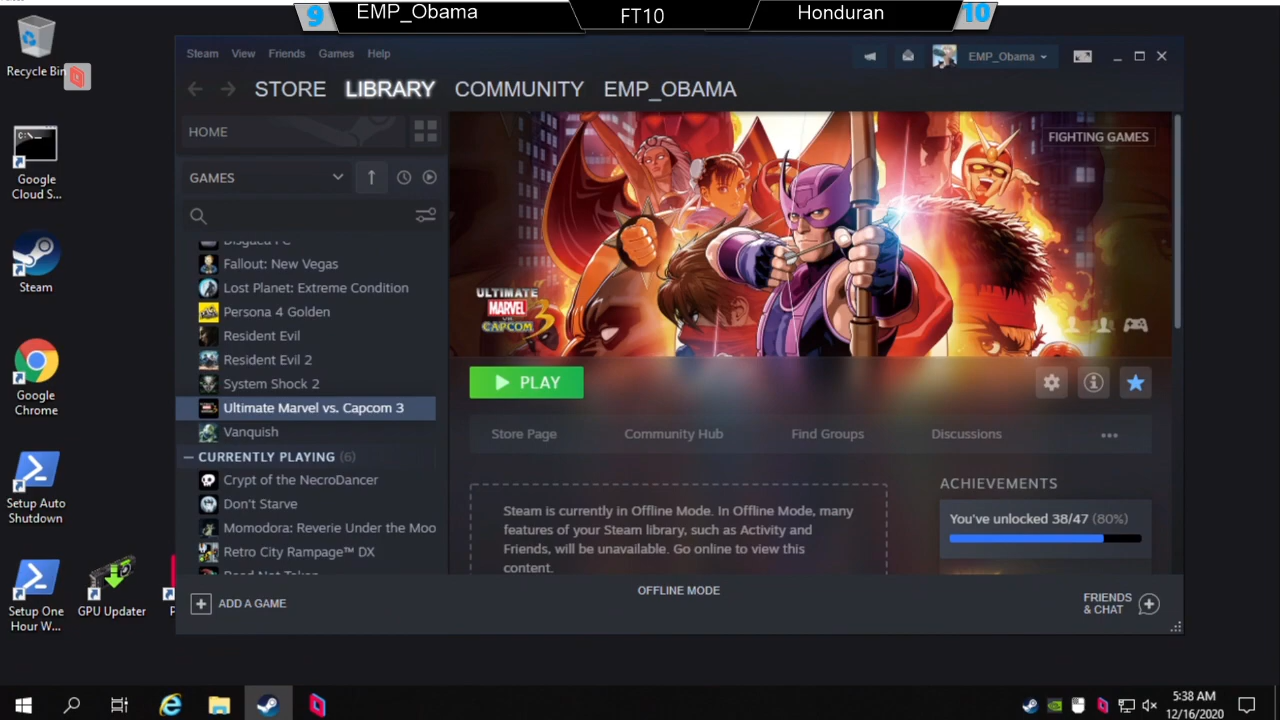 9 EMP_Obama FT10 Honduran 10
Recycle Bin
Google
Cloud S...
Steam
Google
Chrome
Setup Auto
Shutdown
Setup One
Hour W...
GPU Updater
Steam View Friends Games Help
EMP_Obama
STORE LIBRARY COMMUNITY EMP_OBAMA
HOME
GAMES
Disgaea PC
Fallout: New Vegas
Lost Planet: Extreme Condition
Persona 4 Golden
Resident Evil
Resident Evil 2
System Shock 2
Ultimate Marvel vs. Capcom 3
Vanquish
CURRENTLY PLAYING (6)
Crypt of the NecroDancer
Don't Starve
Momodora: Reverie Under the Moo
Retro City Rampage™ DX
FIGHTING GAMES
ULTIMATE
MARVEL
VS.
CAPCOM 3
PLAY
Store Page Community Hub Find Groups Discussions
Steam is currently in Offline Mode. In Offline Mode, many
features of your Steam library, such as Activity and
Friends, will be unavailable. Go online to view this
content.
ACHIEVEMENTS
You've unlocked 38/47 (80%)
ADD A GAME
OFFLINE MODE
FRIENDS
& CHAT
5:38 AM
12/16/2020